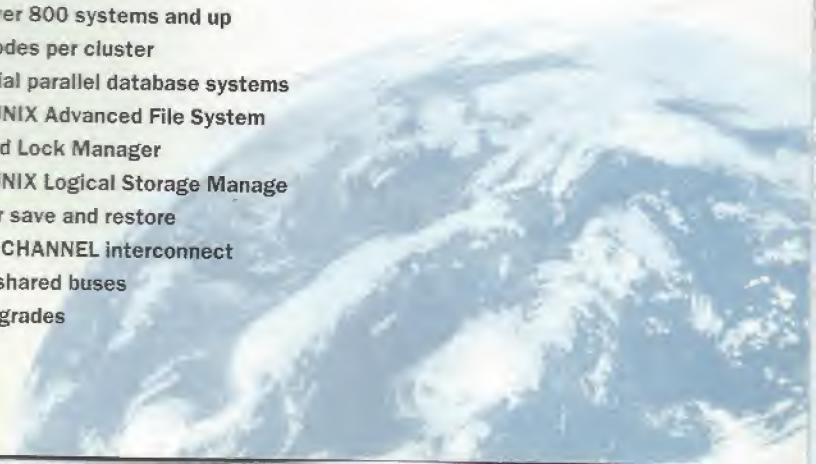 er 800 systems and up
odes per cluster
ial parallel database systems
NIX Advanced File System
d Lock Manager
NIX Logical Storage Manage
r save and restore
CHANNEL interconnect
shared buses
grades